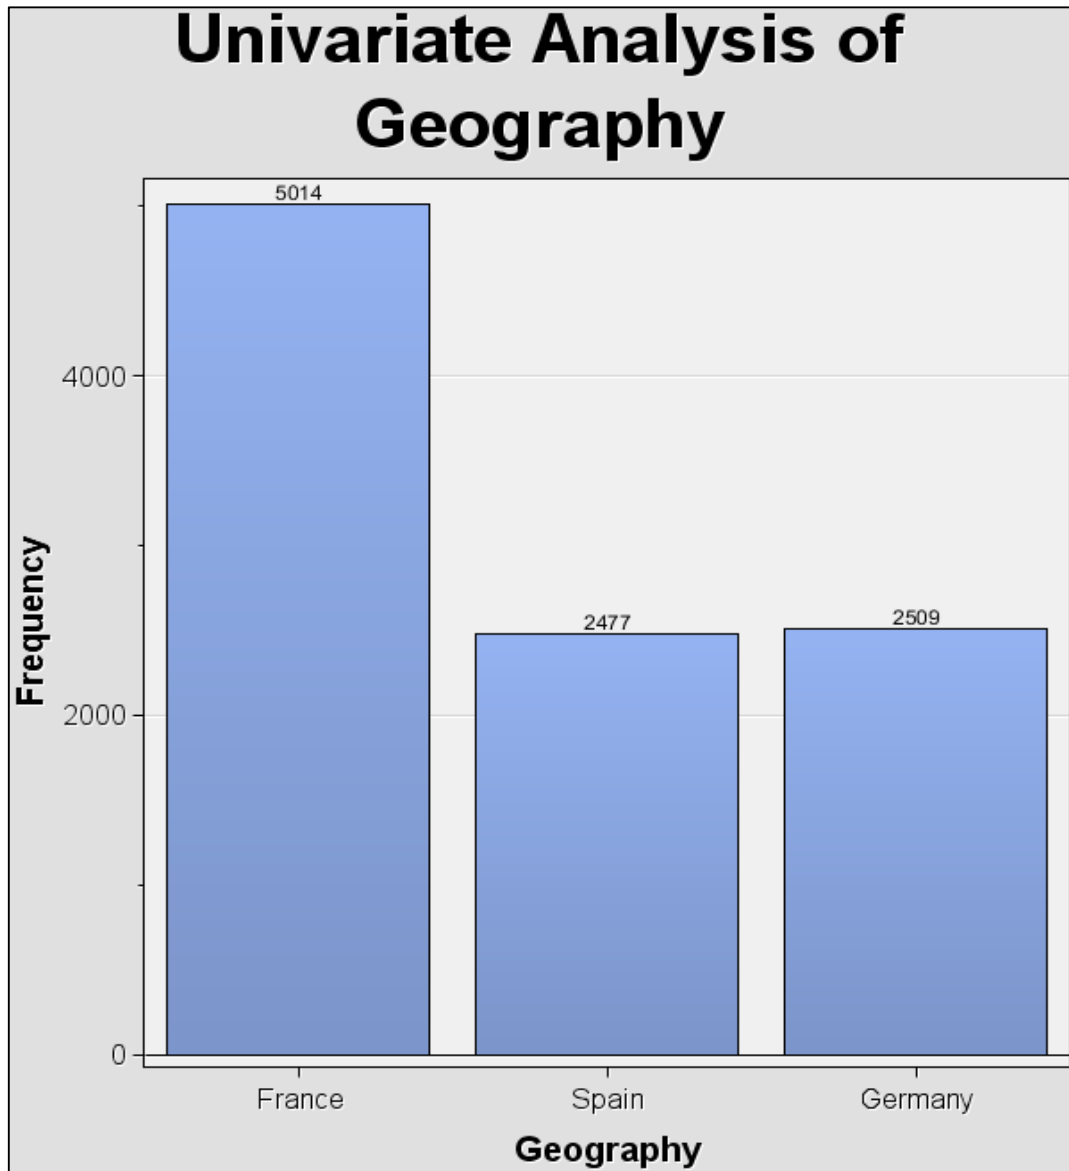 Univariate Analysis of
Geography
5014
2477
2509
4000
2000
0
Frequency
France
Spain
Germany
Geography